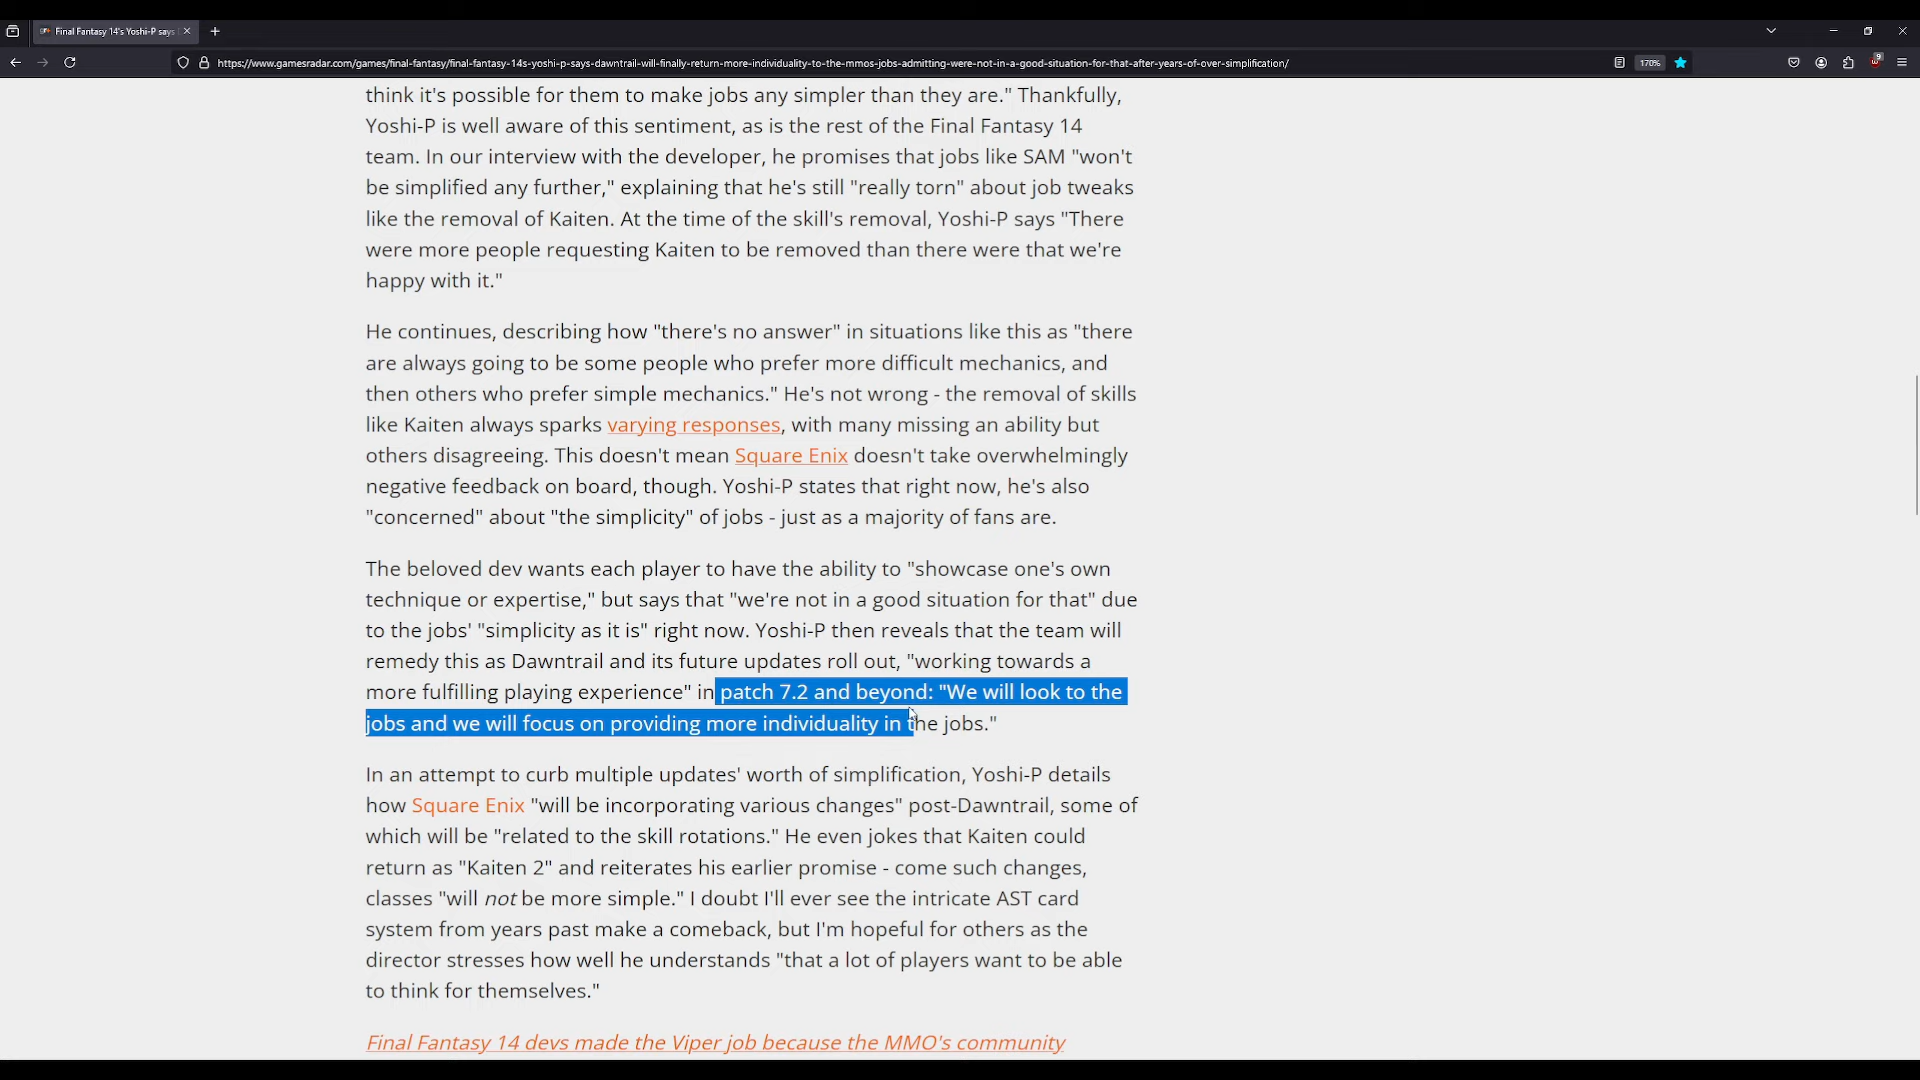 Final Fantasy 14's Yoshi-P says
https://www.gamesradar.com/games/final-fantasy/final-fantasy-14s-yoshi-p-says-dawntrail-will-finally-return-more-individuality-to-the-mmos-jobs-admitting-were-not-in-a-good-situation-for-that-after-years-of-over-simplification/
170%
9
think it's possible for them to make jobs any simpler than they are." Thankfully,
Yoshi-P is well aware of this sentiment, as is the rest of the Final Fantasy 14
team. In our interview with the developer, he promises that jobs like SAM "won't
be simplified any further," explaining that he's still "really torn" about job tweaks
like the removal of Kaiten. At the time of the skill's removal, Yoshi-P says "There
were more people requesting Kaiten to be removed than there were that we're
happy with it."
He continues, describing how "there's no answer" in situations like this as "there
are always going to be some people who prefer more difficult mechanics, and
then others who prefer simple mechanics." He's not wrong - the removal of skills
like Kaiten always sparks varying responses, with many missing an ability but
others disagreeing. This doesn't mean Square Enix doesn't take overwhelmingly
negative feedback on board, though. Yoshi-P states that right now, he's also
"concerned" about "the simplicity" of jobs - just as a majority of fans are.
The beloved dev wants each player to have the ability to "showcase one's own
technique or expertise," but says that "we're not in a good situation for that" due
to the jobs' "simplicity as it is" right now. Yoshi-P then reveals that the team will
remedy this as Dawntrail and its future updates roll out, "working towards a
more fulfilling playing experience" in patch 7.2 and beyond: "We will look to the
jobs and we will focus on providing more individuality in the jobs."
In an attempt to curb multiple updates' worth of simplification, Yoshi-P details
how Square Enix "will be incorporating various changes" post-Dawntrail, some of
which will be "related to the skill rotations." He even jokes that Kaiten could
return as "Kaiten 2" and reiterates his earlier promise - come such changes,
classes "will not be more simple." I doubt I'll ever see the intricate AST card
system from years past make a comeback, but I'm hopeful for others as the
director stresses how well he understands "that a lot of players want to be able
to think for themselves."
Final Fantasy 14 devs made the Viper job because the MMO's community